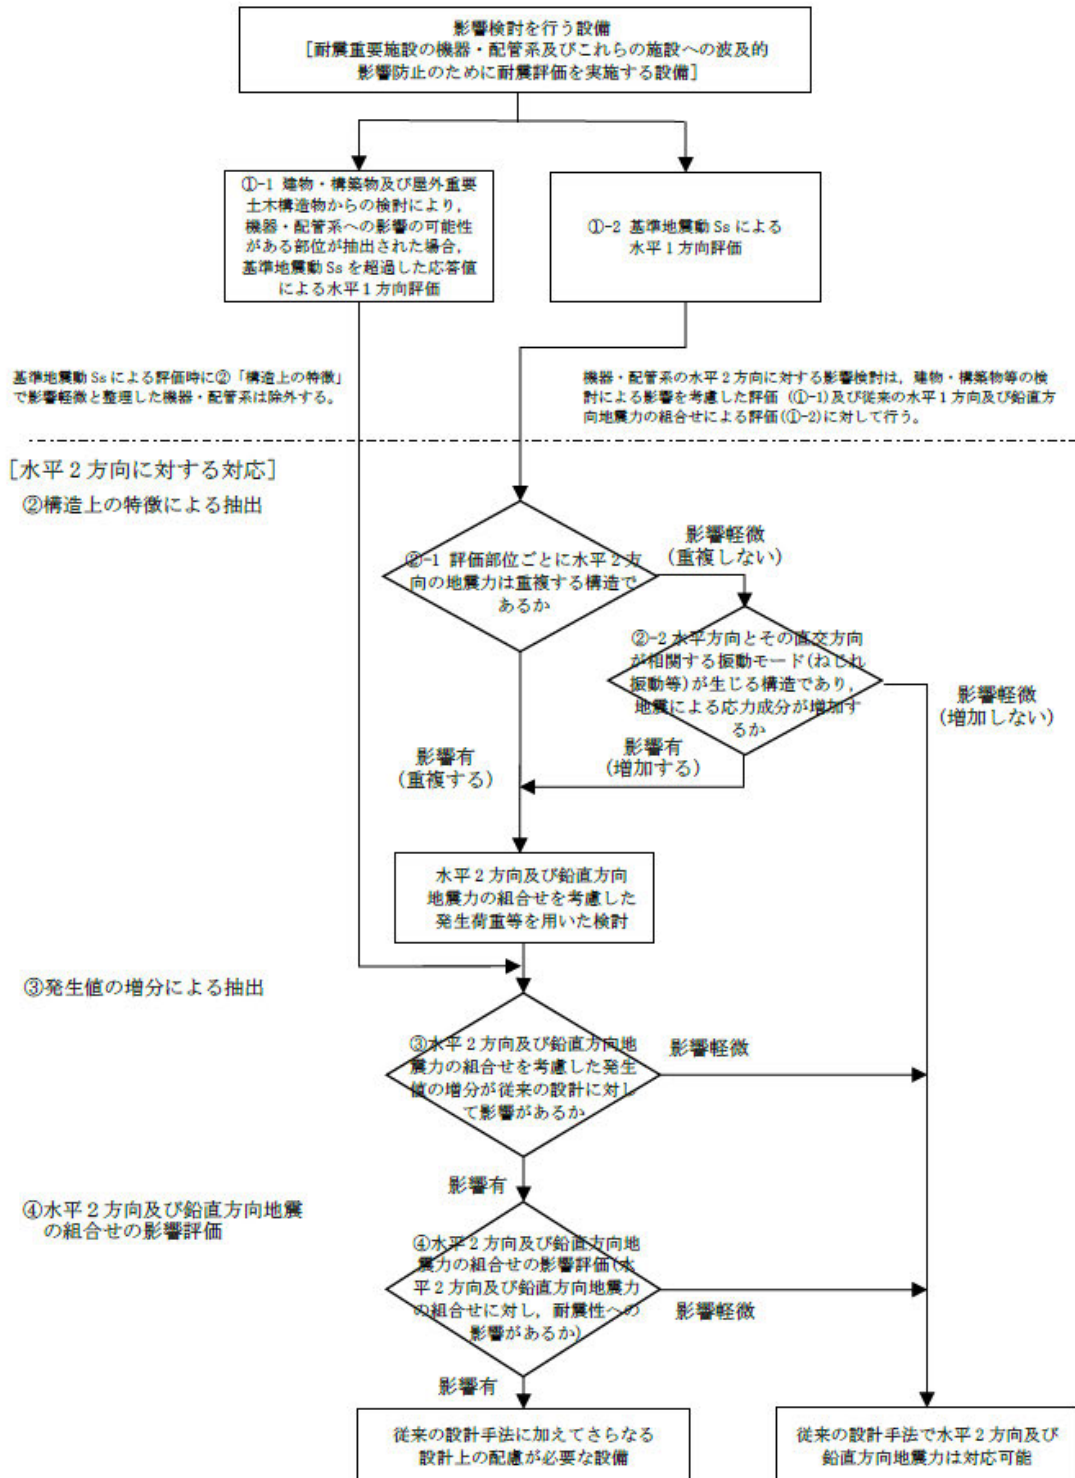 影響検討を行う設備
[耐震重要施設の機器・配管系及びこれらの施設への波及的
影響防止のために耐震評価を実施する設備]
①-1 建物・構築物及び屋外重要
土木構造物からの検討により,
機器・配管系への影響の可能性
がある部位が抽出された場合,
基準地震動 Ss を超過した応答値
による水平1方向評価
①-2 基準地震動 Ss による
水平1方向評価
基準地震動 Ss による評価時に②「構造上の特徴」
で影響軽微と整理した機器・配管系は除外する。
機器・配管系の水平2方向に対する影響検討は, 建物・構築物等の検
討による影響を考慮した評価 (①-1)及び従来の水平1方向及び鉛直方
向地震力の組合せによる評価(①-2)に対して行う。
[水平2方向に対する対応]
②構造上の特徴による抽出
②-1 評価部位ごとに水平2方
向の地震力は重複する構造で
あるか
影響軽微
(重複しない)
②-2 水平方向とその直交方向
が相関する振動モード(ねじれ
振動等)が生じる構造であり,
地震による応力成分が増加す
るか
影響軽微
(増加しない)
影響有
(重複する)
影響有
(増加する)
水平2方向及び鉛直方向
地震力の組合せを考慮した
発生荷重等を用いた検討
③発生値の増分による抽出
③水平2方向及び鉛直方向地
震力の組合せを考慮した発生
値の増分が従来の設計に対し
て影響があるか
影響軽微
影響有
④水平2方向及び鉛直方向地震
の組合せの影響評価
④水平2方向及び鉛直方向地
震力の組合せの影響評価(水
平2方向及び鉛直方向地震力
の組合せに対し, 耐震性への
影響があるか)
影響軽微
影響有
従来の設計手法に加えてさらなる
設計上の配慮が必要な設備
従来の設計手法で水平2方向及び
鉛直方向地震力は対応可能